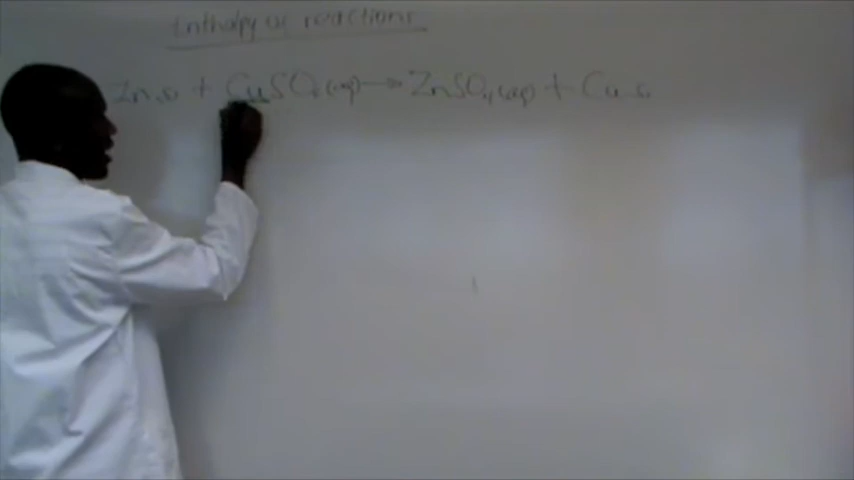 Enthalpy of reactions
Zn(s) + CuSO₄(aq) → ZnSO₄(aq) + Cu(s)